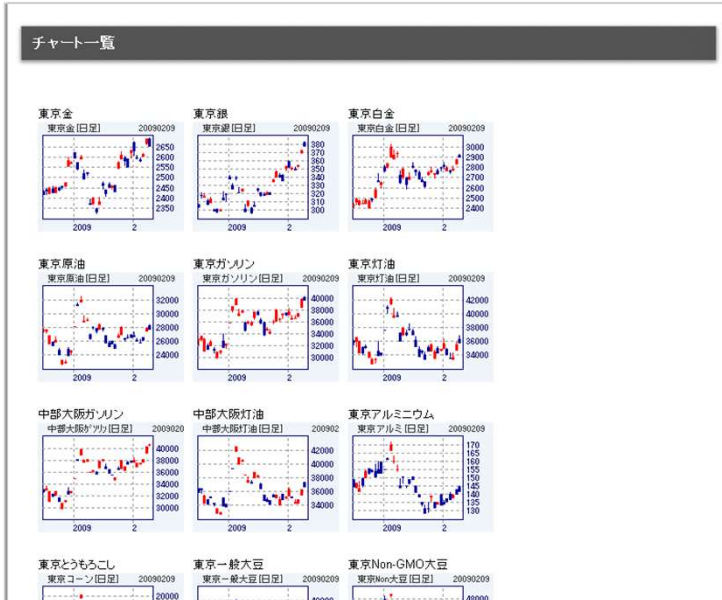 チャート一覧
東京金
東京金[日足] 20090209
2650
2600
2550
2500
2450
2400
2350
2009 2
東京銀
東京銀[日足] 20090209
380
370
360
350
340
330
320
310
300
2009 2
東京白金
東京白金[日足] 20090209
3000
2900
2800
2700
2600
2500
2400
2009 2
東京原油
東京原油[日足] 20090209
32000
30000
28000
26000
24000
2009 2
東京ガソリン
東京ガソリン[日足] 20090209
40000
38000
36000
34000
32000
30000
2009 2
東京灯油
東京灯油[日足] 20090209
42000
40000
38000
36000
34000
2009 2
中部大阪ガソリン
中部大阪ガソリン[日足] 2009020
40000
38000
36000
34000
32000
30000
2009 2
中部大阪灯油
中部大阪灯油[日足] 200902
42000
40000
38000
36000
34000
2009 2
東京アルミニウム
東京アルミ[日足] 20090209
170
165
160
155
150
145
140
135
130
2009 2
東京とうもろこし
東京コーン[日足] 20090209
20000
東京一般大豆
東京一般大豆[日足] 20090209
40000
東京Non-GMO大豆
東京Non大豆[日足] 20090209
48000